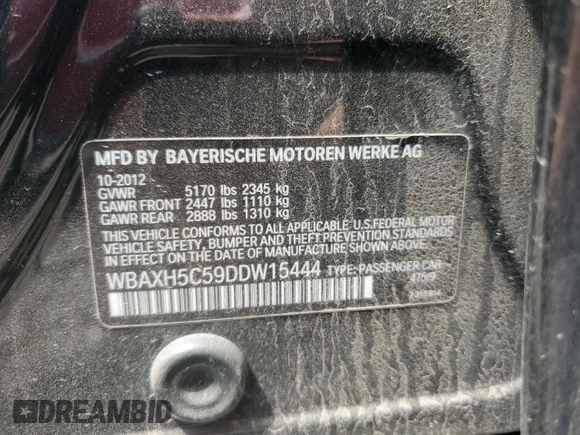 MFD BY BAYERISCHE MOTOREN WERKE AG
10-2012
GVWR 5170 lbs 2345 kg
GAWR FRONT 2447 lbs 1110 kg
GAWR REAR 2888 lbs 1310 kg
THIS VEHICLE CONFORMS TO ALL APPLICABLE U.S.FEDERAL MOTOR
VEHICLE SAFETY, BUMPER AND THEFT PREVENTION STANDARDS
IN EFFECT ON THE DATE OF MANUFACTURE SHOWN ABOVE.
WBAXH5C59DDW15444 TYPE-PASSENGER CAR
DREAMBID